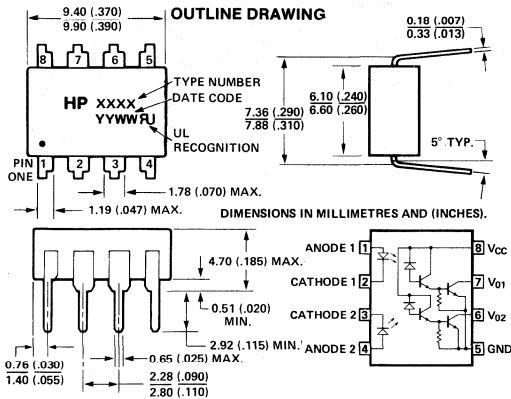 OUTLINE DRAWING
9.40 (.370)
9.90 (.390)
8 7 6 5
HP XXXX
YYWW RU
TYPE NUMBER
DATE CODE
UL
RECOGNITION
PIN
ONE
1 2 3 4
1.78 (.070) MAX.
1.19 (.047) MAX.
0.18 (.007)
0.33 (.013)
7.36 (.290)
7.88 (.310)
6.10 (.240)
6.60 (.260)
5° TYP.
DIMENSIONS IN MILLIMETRES AND (INCHES).
4.70 (.185) MAX.
0.51 (.020)
MIN.
2.92 (.115) MIN.
0.76 (.030)
1.40 (.055)
0.65 (.025) MAX.
2.28 (.090)
2.80 (.110)
ANODE 1 1
CATHODE 1 2
CATHODE 2 3
ANODE 2 4
8 VCC
7 V01
6 V02
5 GND